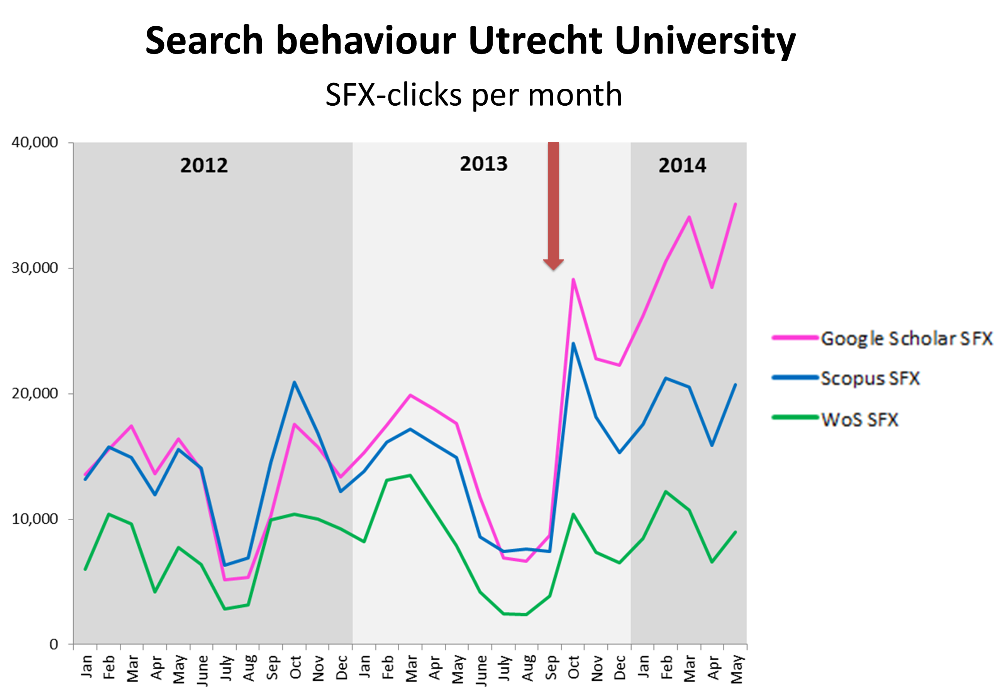 Search behaviour Utrecht University
SFX-clicks per month
40,000
30,000
20,000
10,000
0
2012
2013
2014
Jan Feb Mar Apr May June July Aug Sep Oct Nov Dec Jan Feb Mar Apr May June July Aug Sep Oct Nov Dec Jan Feb Mar Apr May
Google Scholar SFX
Scopus SFX
WoS SFX